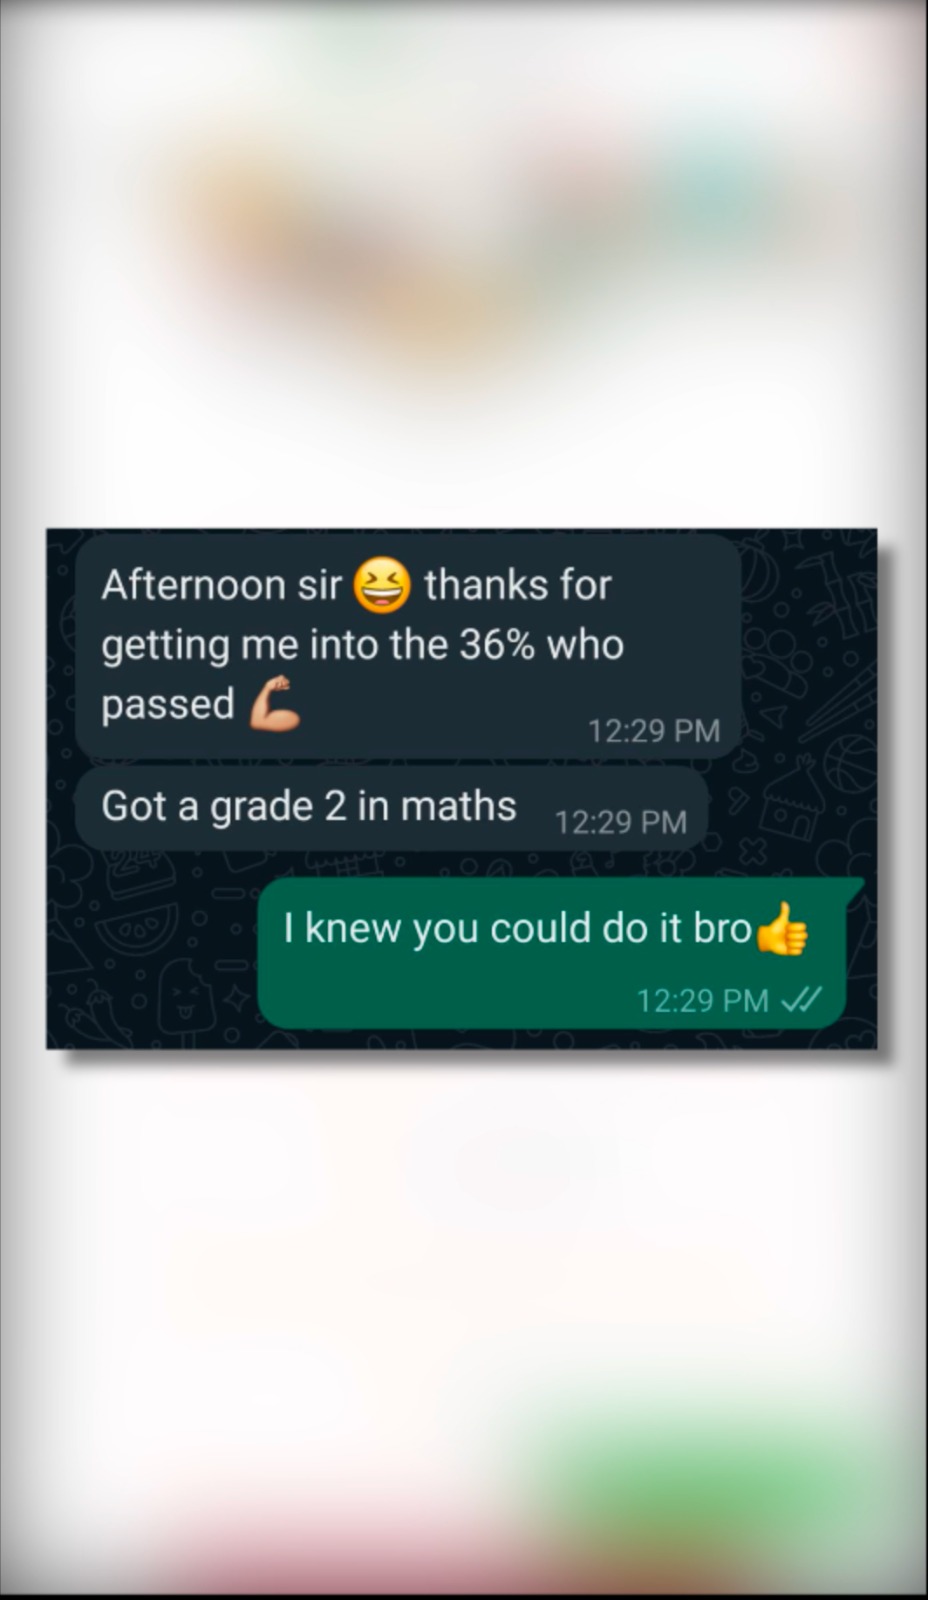 Afternoon sir 😆 thanks for
getting me into the 36% who
passed 💪🏼
12:29 PM
Got a grade 2 in maths
12:29 PM
I knew you could do it bro👍
12:29 PM